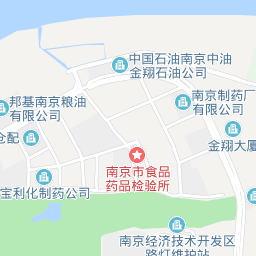 中国石油南京中油
金翔石油公司
邦基南京粮油
有限公司
南京制药厂
有限公司
仓配
金翔大厦
南京市食品
药品检验所
宝利化制药公司
南京经济技术开发区
路灯维护站